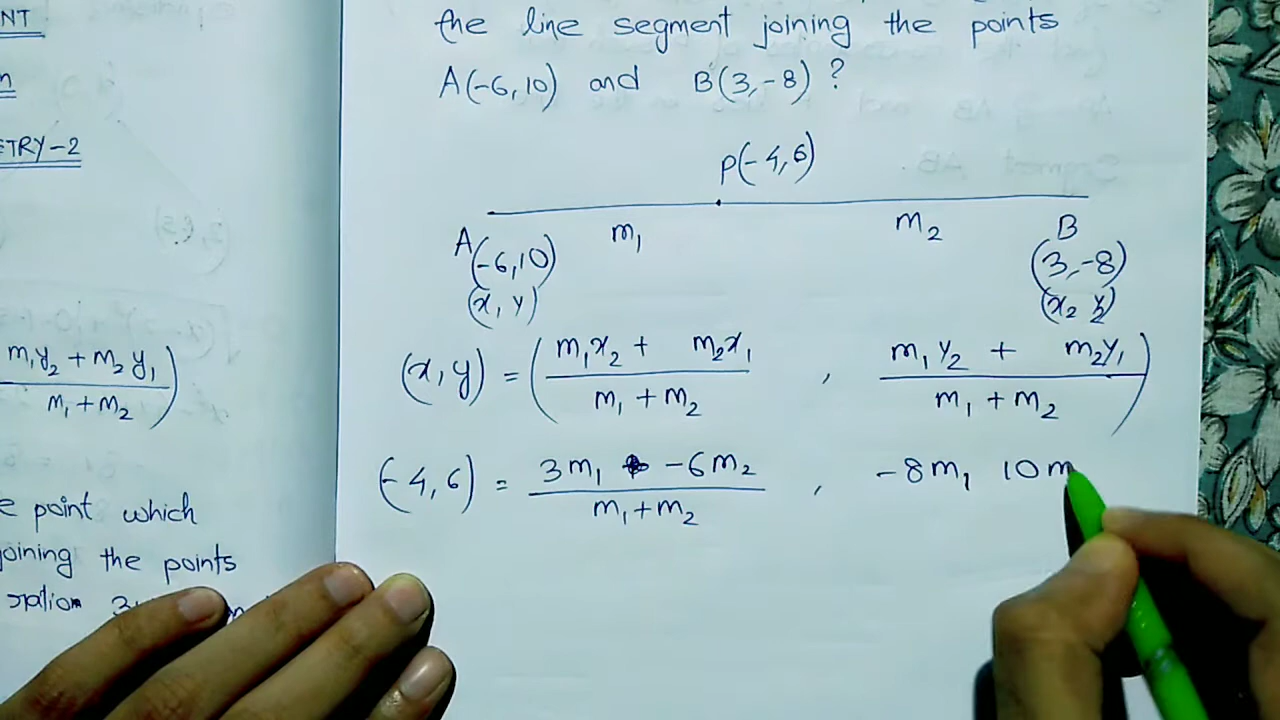 NT
ETRY-2
m₁y₂ + m₂y₁
m₁ + m₂
e point which
joining the points
ration
the line segment joining the points
A(-6,10) and B(3,-8) ?
P(-4,6)
A m₁ m₂ B
(-6,10) (3,-8)
(x, y) (x₂ y₂)
(x, y) = ( m₁x₂ + m₂x₁ / m₁ + m₂ , m₁y₂ + m₂y₁ / m₁ + m₂ )
(-4,6) = 3m₁ -6m₂ / m₁+m₂ , -8m₁ 10m